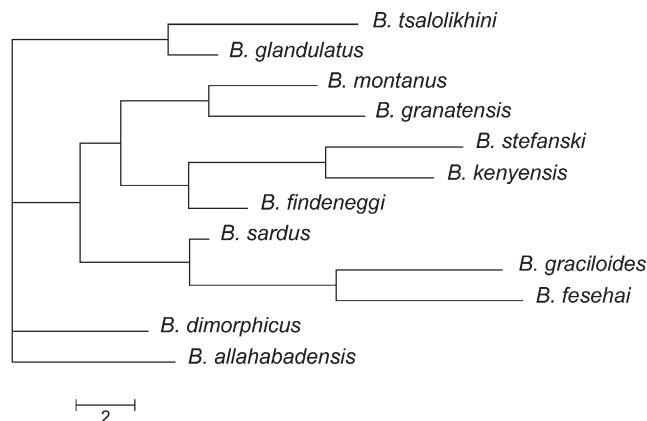 B. tsalolikhini
B. glandulatus
B. montanus
B. granatensis
B. stefanski
B. kenyensis
B. findeneggi
B. sardus
B. graciloides
B. fesehai
B. dimorphicus
B. allahabadensis
2